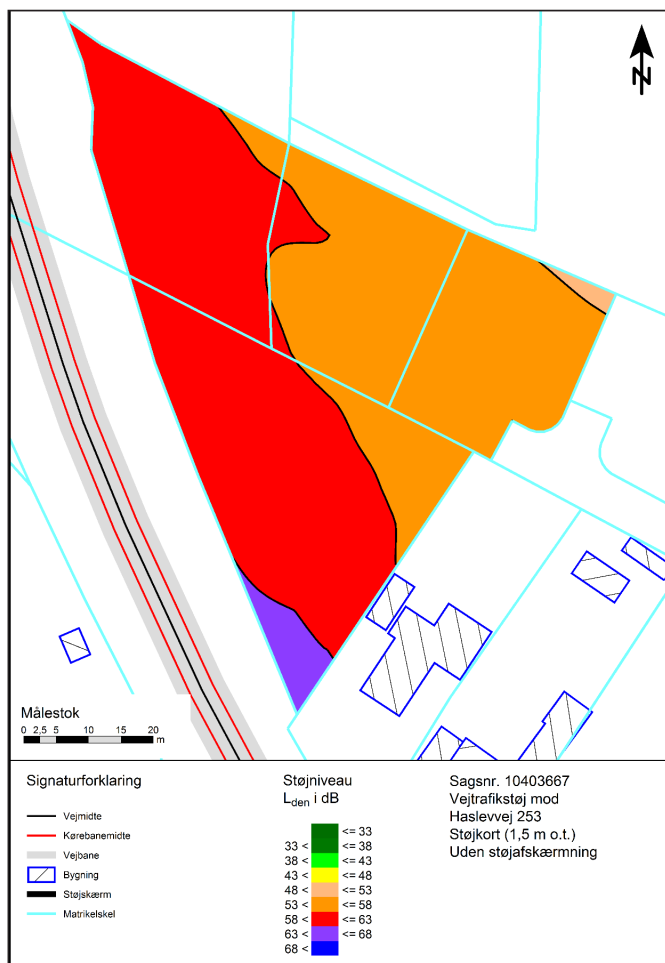 N
Målestok
0 2,5 5 10 15 20
m
Signaturforklaring
Vejmidte
Kørebanemidte
Vejbane
Bygning
Støjskærm
Matrikelskel
Støjniveau
Lden i dB
<= 33
33 < <= 38
38 < <= 43
43 < <= 48
48 < <= 53
53 < <= 58
58 < <= 63
63 < <= 68
68 <
Sagsnr. 10403667
Vejtrafikstøj mod
Haslevvej 253
Støjkort (1,5 m o.t.)
Uden støjafskærmning